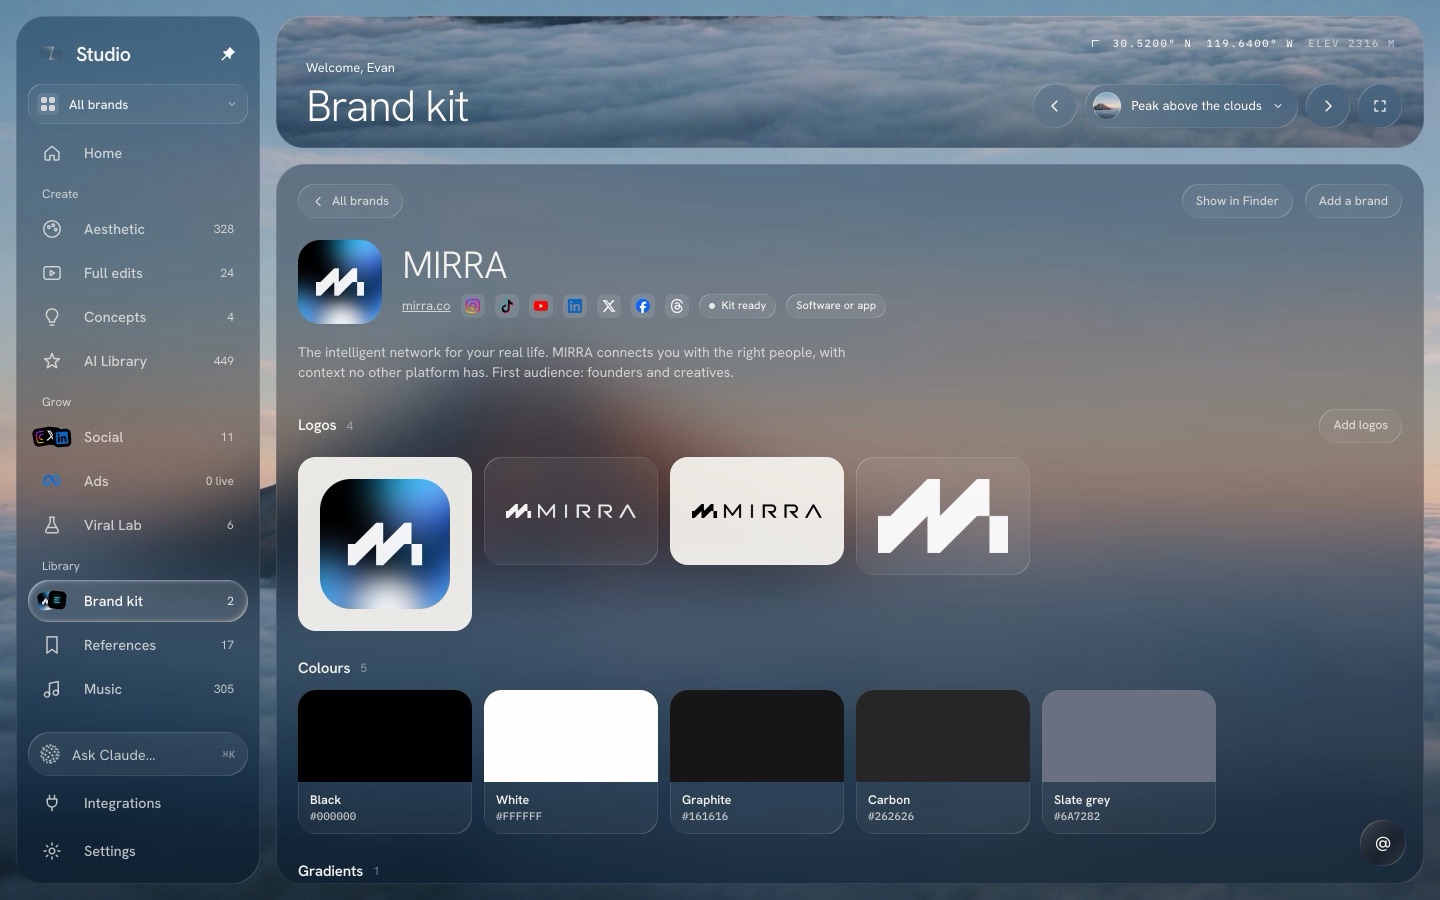 Studio
All brands
Home
Create
Aesthetic 328
Full edits 24
Concepts 4
AI Library 449
Grow
Social 11
Ads 0 live
Viral Lab 6
Library
Brand kit 2
References 17
Music 305
Ask Claude... ⌘K
Integrations
Settings
30.5200° N 119.6400° W ELEV 2316 M
Welcome, Evan
Brand kit
Peak above the clouds
All brands
Show in Finder
Add a brand
MIRRA
mirra.co
Kit ready
Software or app
The intelligent network for your real life. MIRRA connects you with the right people, with
context no other platform has. First audience: founders and creatives.
Logos 4
Add logos
MIRRA
MIRRA
Colours 5
Black
#000000
White
#FFFFFF
Graphite
#161616
Carbon
#262626
Slate grey
#6A7282
@
Gradients 1